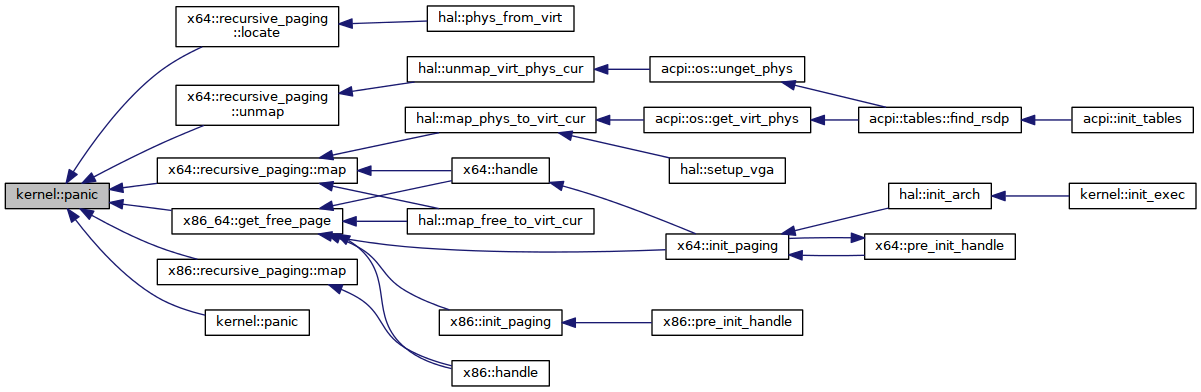 x64::recursive_paging
::locate
hal::phys_from_virt
hal::unmap_virt_phys_cur
acpi::os::unget_phys
x64::recursive_paging
::unmap
hal::map_phys_to_virt_cur
acpi::os::get_virt_phys
acpi::tables::find_rsdp
acpi::init_tables
x64::recursive_paging::map
x64::handle
hal::setup_vga
kernel::panic
hal::init_arch
kernel::init_exec
x86_64::get_free_page
hal::map_free_to_virt_cur
x64::init_paging
x64::pre_init_handle
x86::recursive_paging::map
kernel::panic
x86::init_paging
x86::pre_init_handle
x86::handle